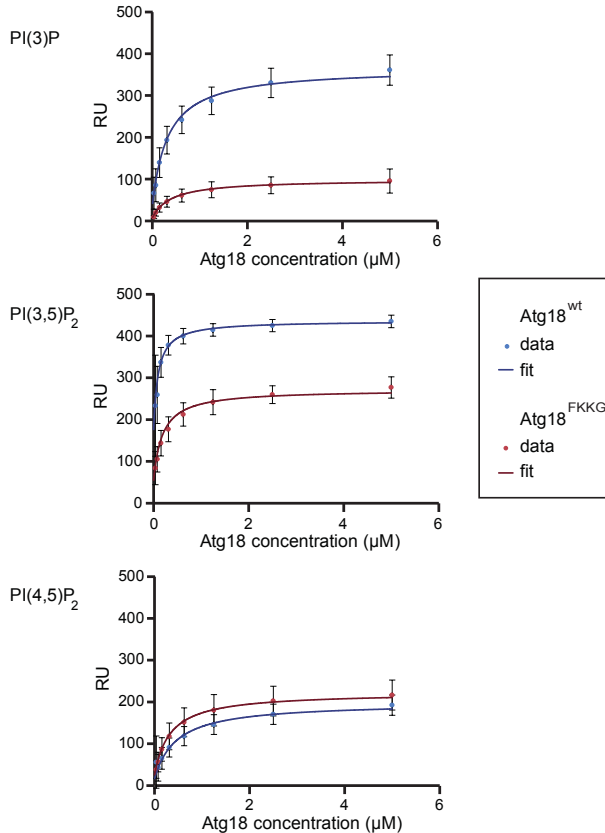 PI(3)P
500
400
300
200
100
0
RU
0 2 4 6
Atg18 concentration (µM)
PI(3,5)P2
500
400
300
200
100
0
RU
0 2 4 6
Atg18 concentration (µM)
Atg18wt
data
fit
Atg18FKKG
data
fit
PI(4,5)P2
500
400
300
200
100
0
RU
0 2 4 6
Atg18 concentration (µM)